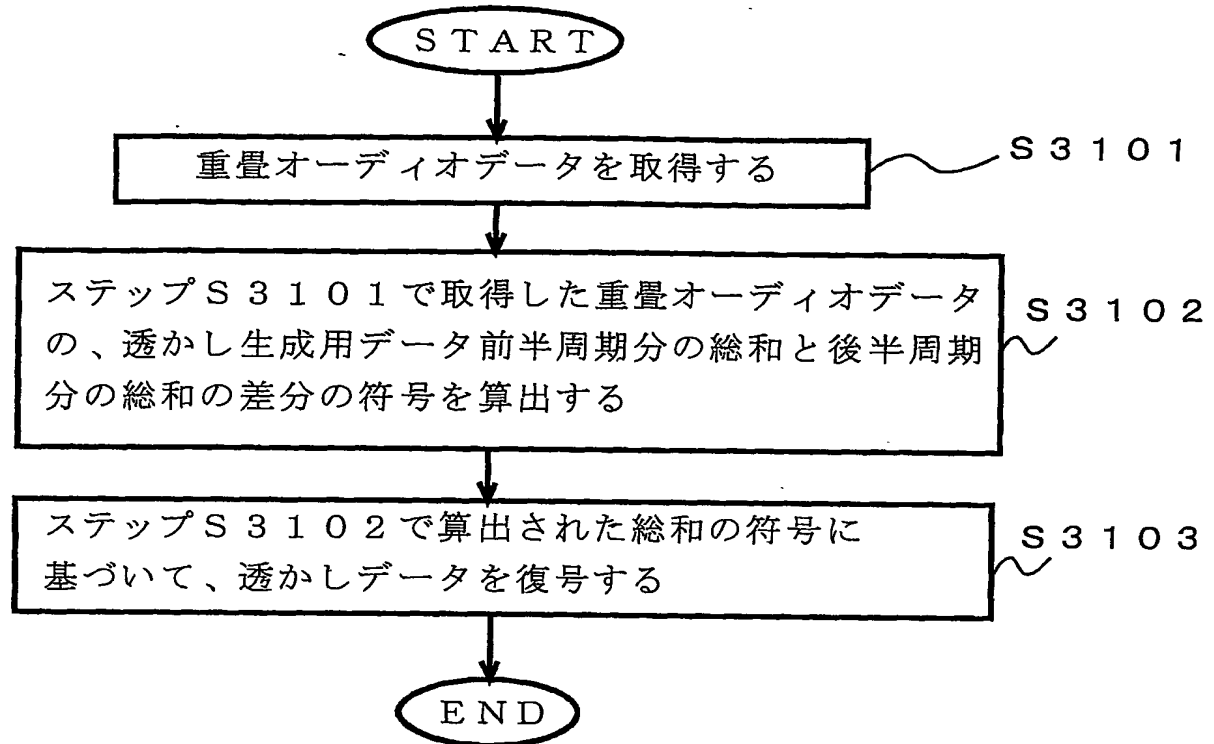 START
重畳オーディオデータを取得する
S3101
ステップS3101で取得した重畳オーディオデータ
の、透かし生成用データ前半周期分の総和と後半周期
分の総和の差分の符号を算出する
S3102
ステップS3102で算出された総和の符号に
基づいて、透かしデータを復号する
S3103
END